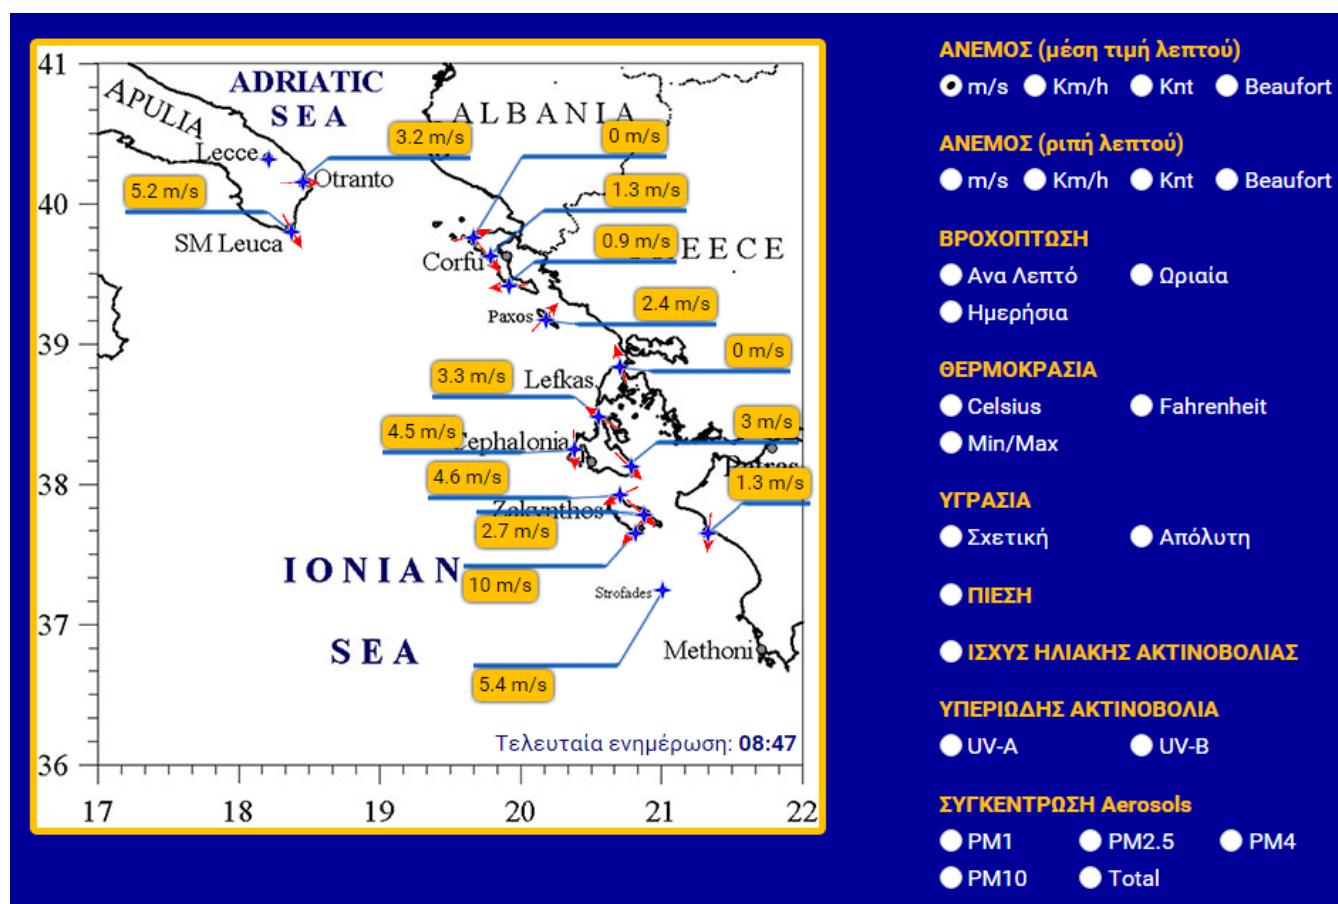 41
ADRIATIC
SEA
APULIA
ALBANIA
3.2 m/s
0 m/s
Lecce
Otranto
5.2 m/s
1.3 m/s
40
SM Leuca
0.9 m/s
Corfu
EECE
2.4 m/s
Paxos
39
0 m/s
3.3 m/s
Lefkas
3 m/s
4.5 m/s
Cephalonia
Patras
4.6 m/s
1.3 m/s
38
Zakynthos
2.7 m/s
IONIAN
10 m/s
Strofades
37
SEA
Methoni
5.4 m/s
Τελευταία ενημέρωση: 08:47
36
17 18 19 20 21 22
ΑΝΕΜΟΣ (μέση τιμή λεπτού)
m/s Km/h Knt Beaufort
ΑΝΕΜΟΣ (ριπή λεπτού)
m/s Km/h Knt Beaufort
ΒΡΟΧΟΠΤΩΣΗ
Ανα Λεπτό Ωριαία
Ημερήσια
ΘΕΡΜΟΚΡΑΣΙΑ
Celsius Fahrenheit
Min/Max
ΥΓΡΑΣΙΑ
Σχετική Απόλυτη
ΠΙΕΣΗ
ΙΣΧΥΣ ΗΛΙΑΚΗΣ ΑΚΤΙΝΟΒΟΛΙΑΣ
ΥΠΕΡΙΩΔΗΣ ΑΚΤΙΝΟΒΟΛΙΑ
UV-A UV-B
ΣΥΓΚΕΝΤΡΩΣΗ Aerosols
PM1 PM2.5 PM4
PM10 Total